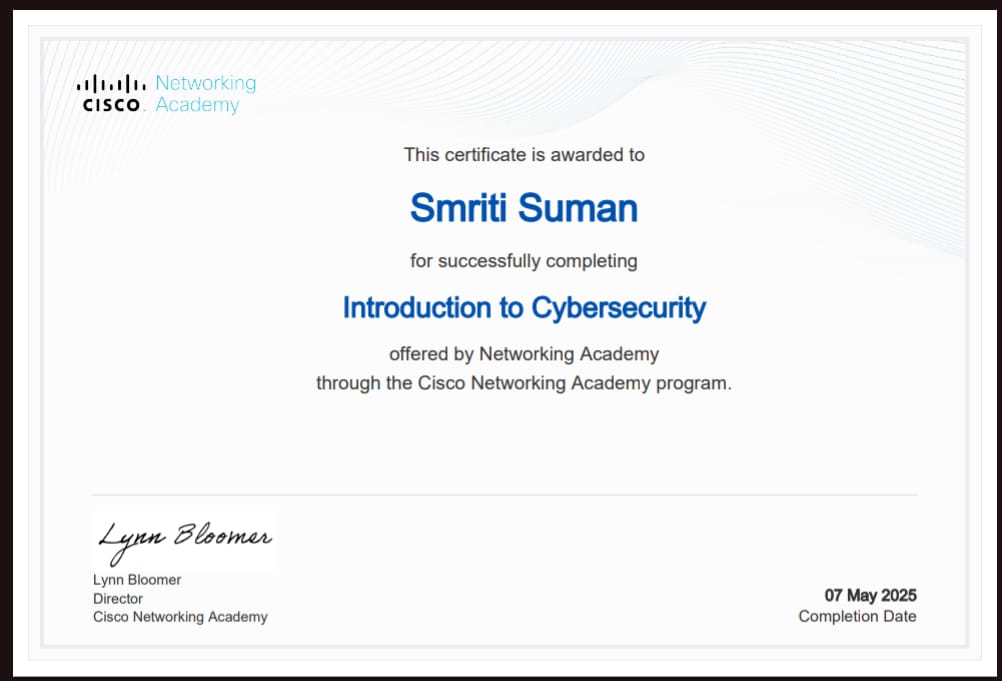 Networking
CISCO. Academy
This certificate is awarded to
Smriti Suman
for successfully completing
Introduction to Cybersecurity
offered by Networking Academy
through the Cisco Networking Academy program.
Lynn Bloomer
Lynn Bloomer
Director
Cisco Networking Academy
07 May 2025
Completion Date